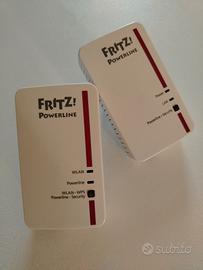 FRITZ!
POWERLINE
Power
LAN
Powerline - Security
FRITZ!
POWERLINE
WLAN
Powerline
WLAN - WPS
Powerline - Security
subito